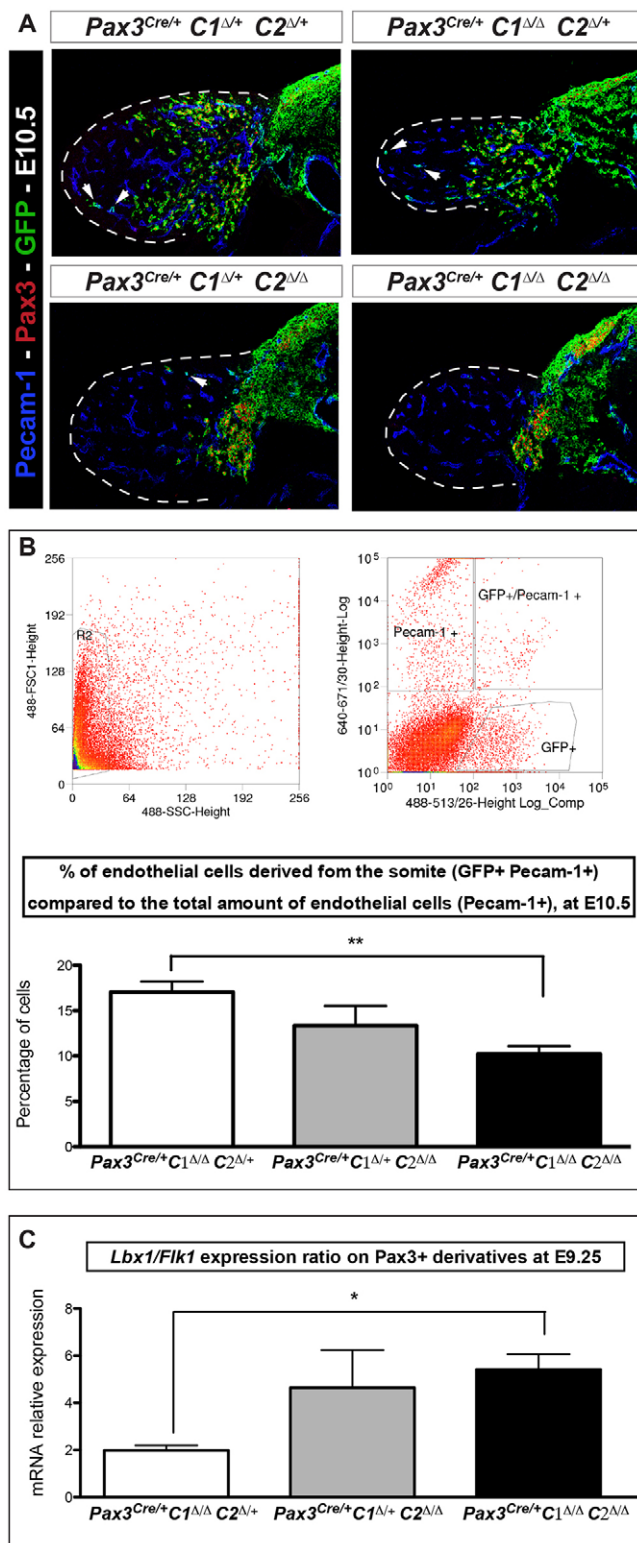 A
Pax3Cre/+ C1Δ/+ C2Δ/+
Pax3Cre/+ C1Δ/Δ C2Δ/+
Pax3Cre/+ C1Δ/+ C2Δ/Δ
Pax3Cre/+ C1Δ/Δ C2Δ/Δ
Pecam-1 - Pax3 - GFP - E10.5
B
256
192
128
64
0
488-FSC1-Height
R2
0 64 128 192 256
488-SSC-Height
10^5
10^4
10^3
10^2
10^1
10^0
640-671/30-Height-Log
GFP+/Pecam-1 +
Pecam-1 +
GFP+
10^0 10^1 10^2 10^3 10^4 10^5
488-513/26-Height Log_Comp
% of endothelial cells derived fom the somite (GFP+ Pecam-1+)
compared to the total amount of endothelial cells (Pecam-1+), at E10.5
**
20
15
10
5
0
Percentage of cells
Pax3Cre/+C1Δ/Δ C2Δ/+
Pax3Cre/+C1Δ/+ C2Δ/Δ
Pax3Cre/+C1Δ/Δ C2Δ/Δ
C
Lbx1/Flk1 expression ratio on Pax3+ derivatives at E9.25
*
8
6
4
2
0
mRNA relative expression
Pax3Cre/+C1Δ/Δ C2Δ/+
Pax3Cre/+C1Δ/+ C2Δ/Δ
Pax3Cre/+C1Δ/Δ C2Δ/Δ